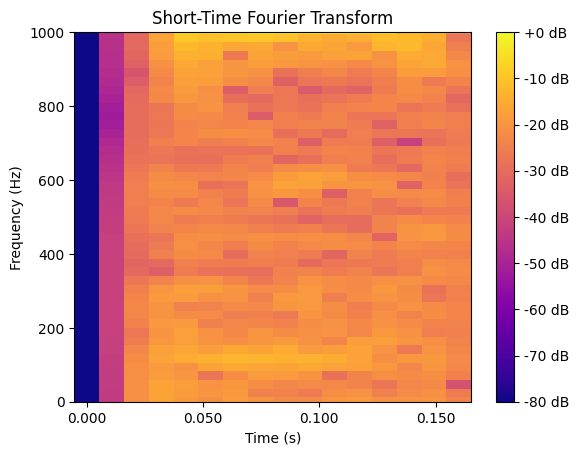 Short-Time Fourier Transform
1000
800
600
400
200
0
Frequency (Hz)
0.000
0.050
0.100
0.150
Time (s)
+0 dB
-10 dB
-20 dB
-30 dB
-40 dB
-50 dB
-60 dB
-70 dB
-80 dB